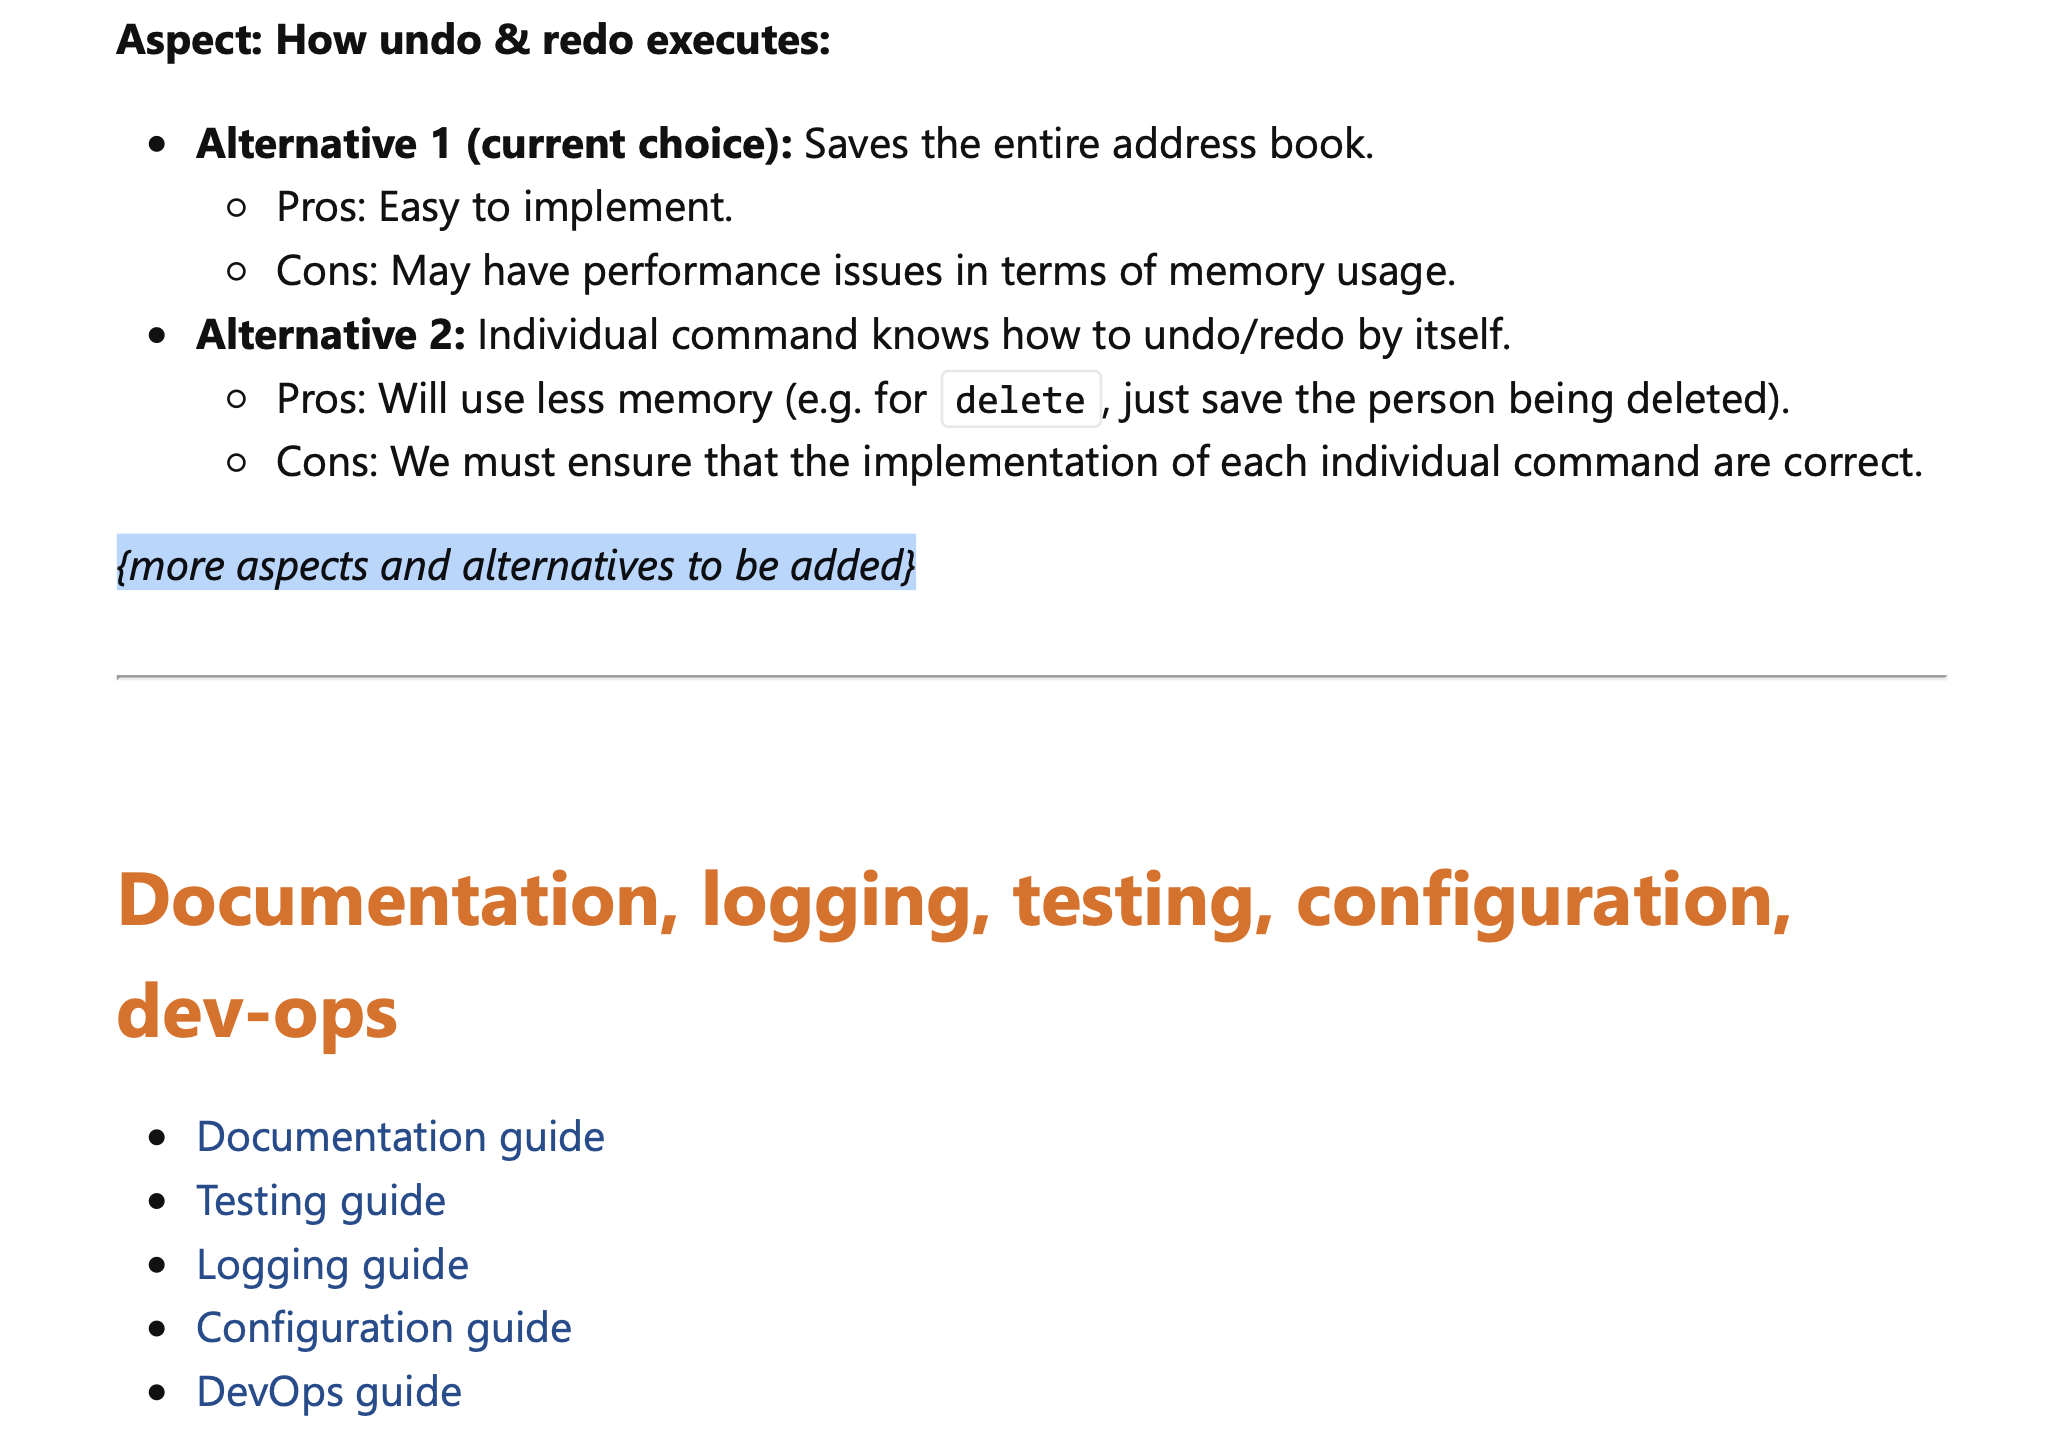 Aspect: How undo & redo executes:
Alternative 1 (current choice): Saves the entire address book.
Pros: Easy to implement.
Cons: May have performance issues in terms of memory usage.
Alternative 2: Individual command knows how to undo/redo by itself.
Pros: Will use less memory (e.g. for delete, just save the person being deleted).
Cons: We must ensure that the implementation of each individual command are correct.
{more aspects and alternatives to be added}
Documentation, logging, testing, configuration,
dev-ops
Documentation guide
Testing guide
Logging guide
Configuration guide
DevOps guide